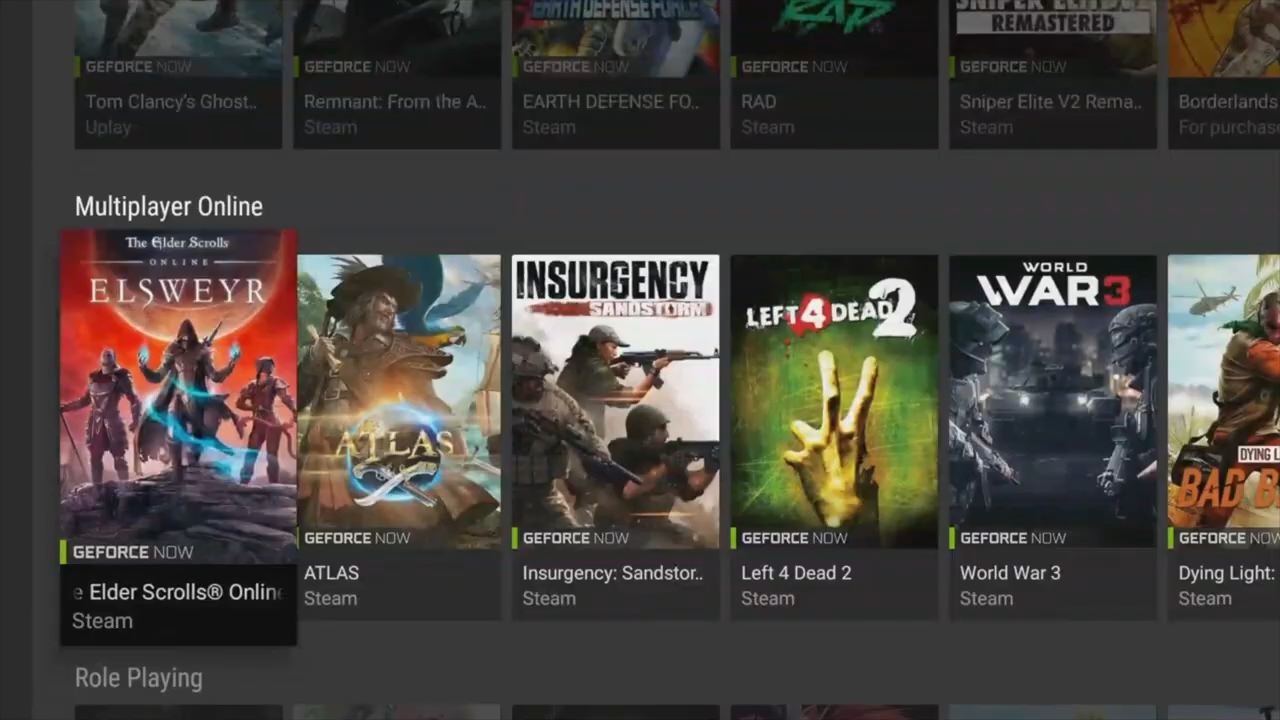 EARTH DEFENSE FORCE
RAD
SNIPER ELITE V2
REMASTERED
GEFORCE NOW
GEFORCE NOW
GEFORCE NOW
GEFORCE NOW
GEFORCE NOW
Tom Clancy's Ghost..
Remnant: From the A..
EARTH DEFENSE FO..
RAD
Sniper Elite V2 Rema..
Borderlands
Uplay
Steam
Steam
Steam
Steam
For purchas
Multiplayer Online
The Elder Scrolls
ONLINE
ELSWEYR
ATLAS
INSURGENCY
SANDSTORM
LEFT 4 DEAD 2
WORLD
WAR 3
DYING L
BAD B
GEFORCE NOW
GEFORCE NOW
GEFORCE NOW
GEFORCE NOW
GEFORCE NOW
GEFORCE NOW
e Elder Scrolls® Online
ATLAS
Insurgency: Sandstor..
Left 4 Dead 2
World War 3
Dying Light:
Steam
Steam
Steam
Steam
Steam
Steam
Role Playing